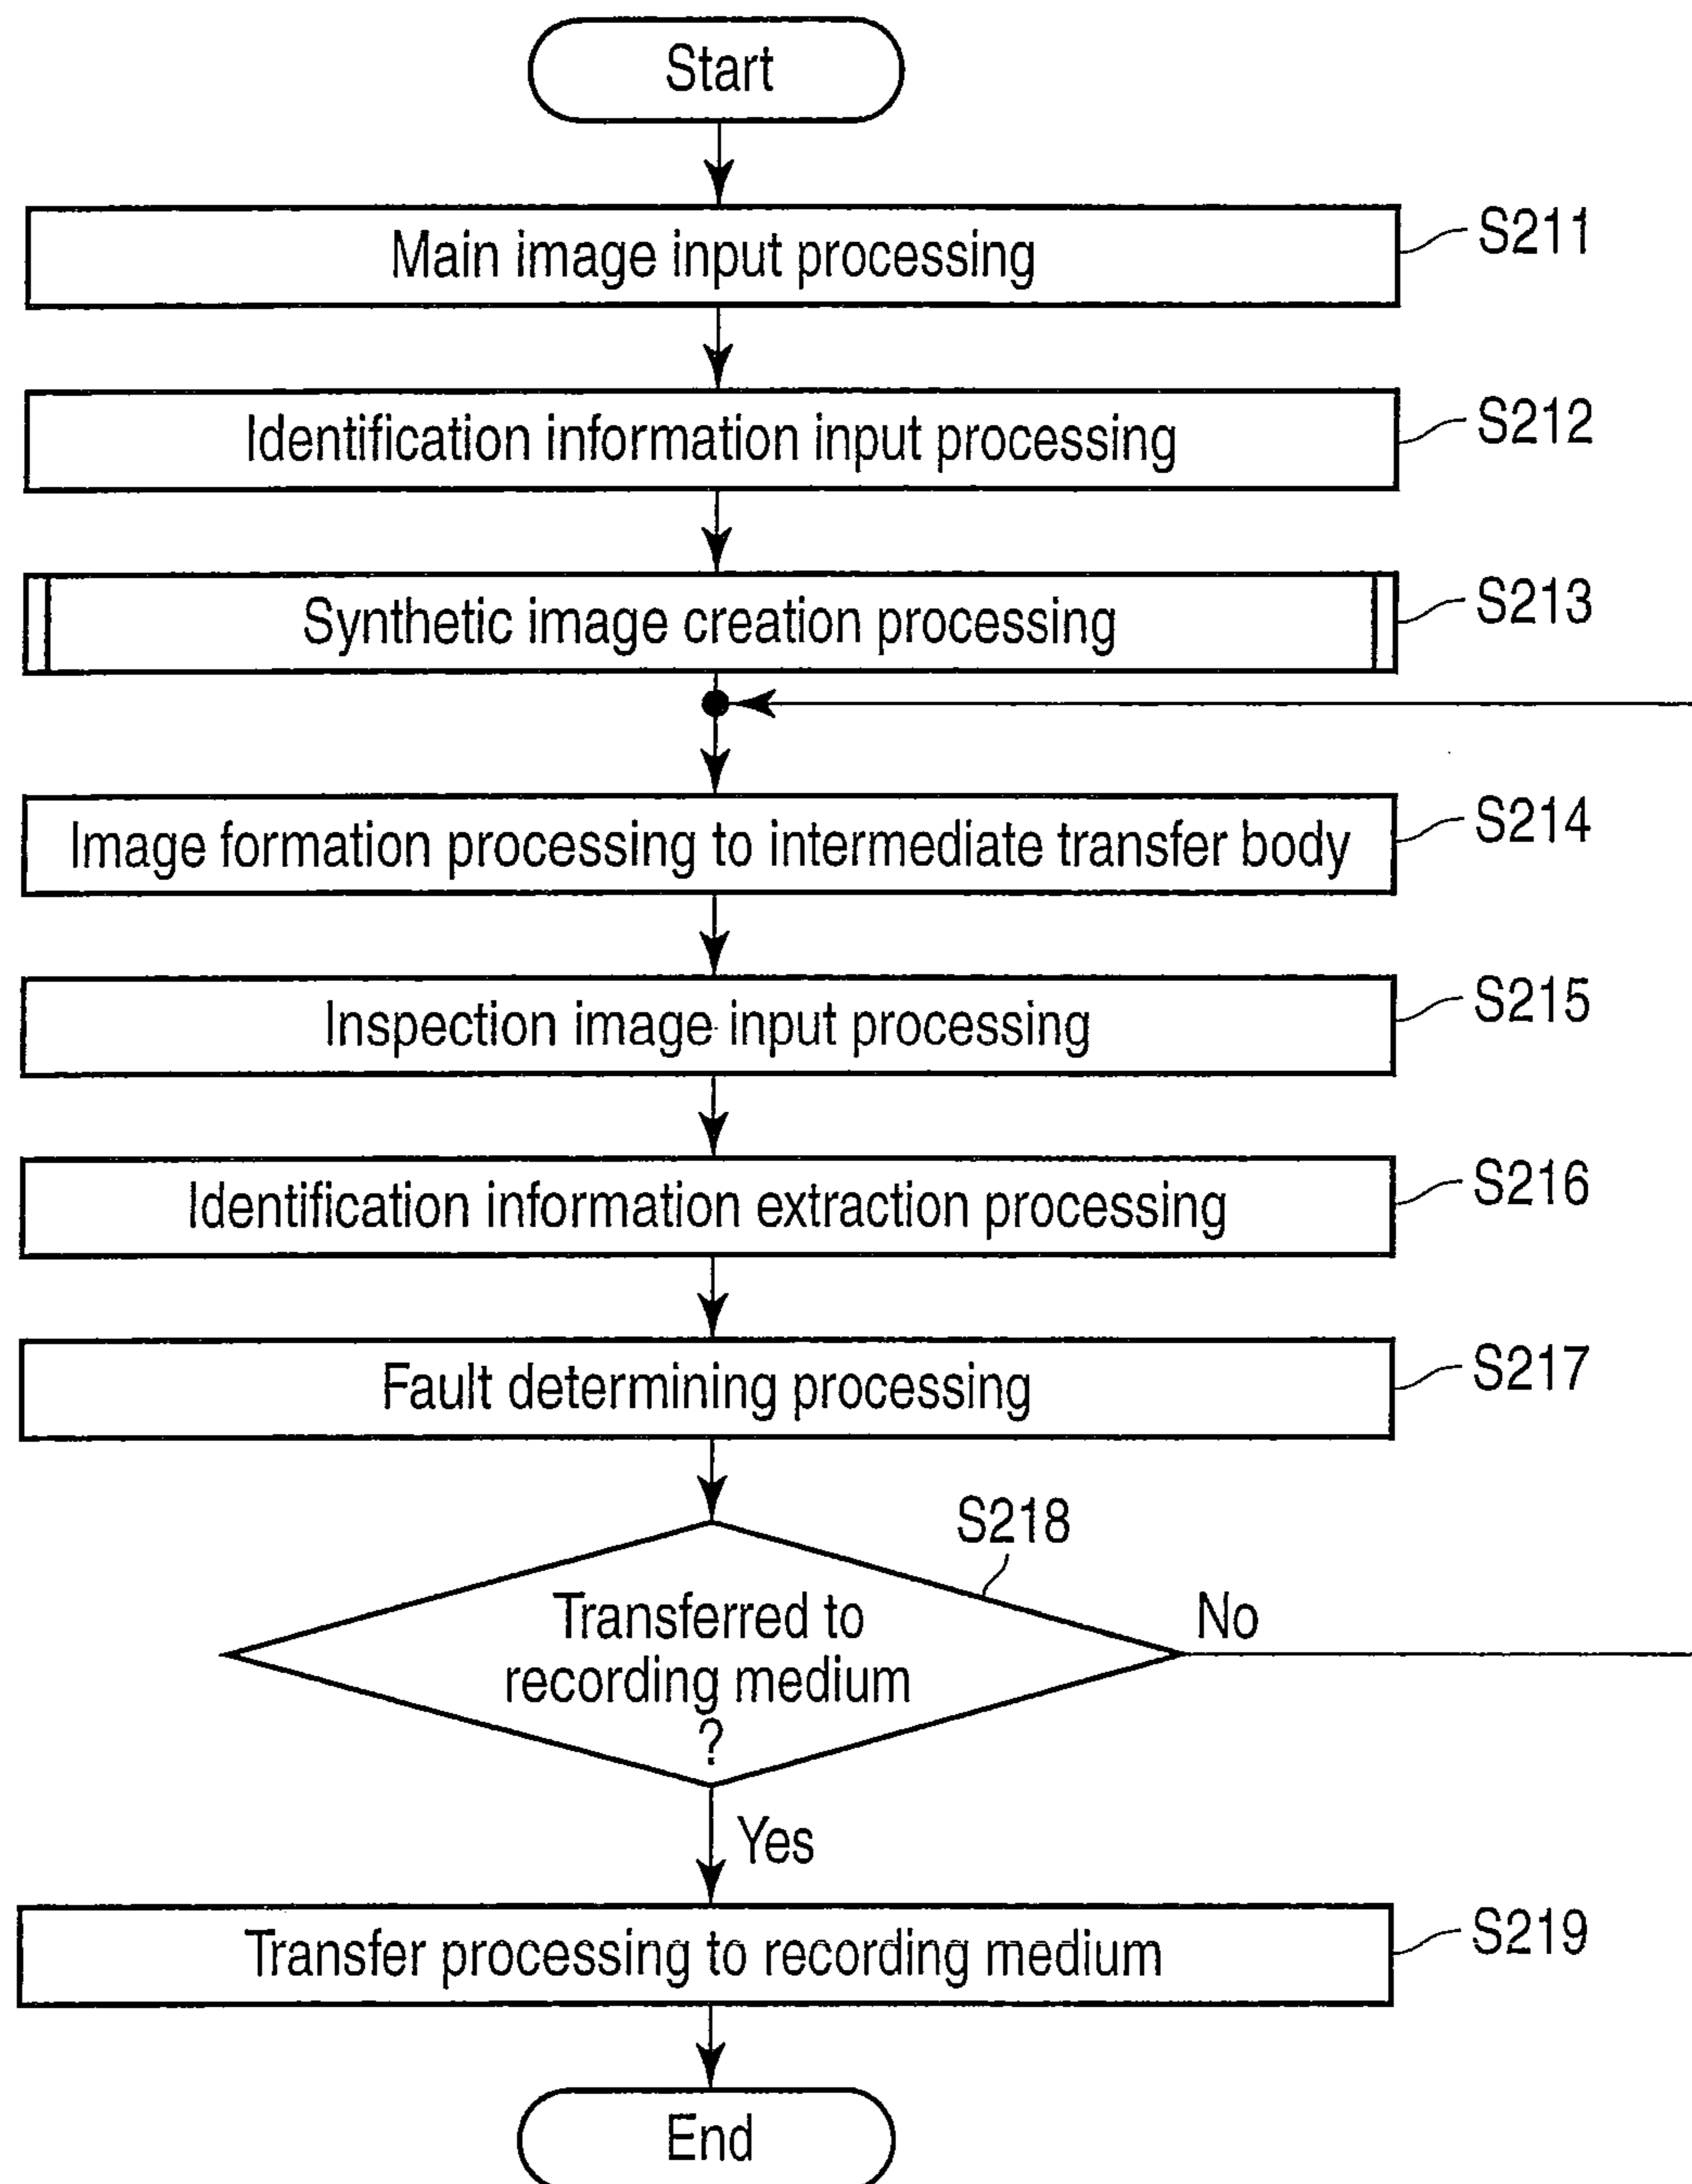 Start
Main image input processing
S211
Identification information input processing
S212
Synthetic image creation processing
S213
Image formation processing to intermediate transfer body
S214
Inspection image input processing
S215
Identification information extraction processing
S216
Fault determining processing
S217
S218
Transferred to
recording medium
?
No
Yes
Transfer processing to recording medium
S219
End